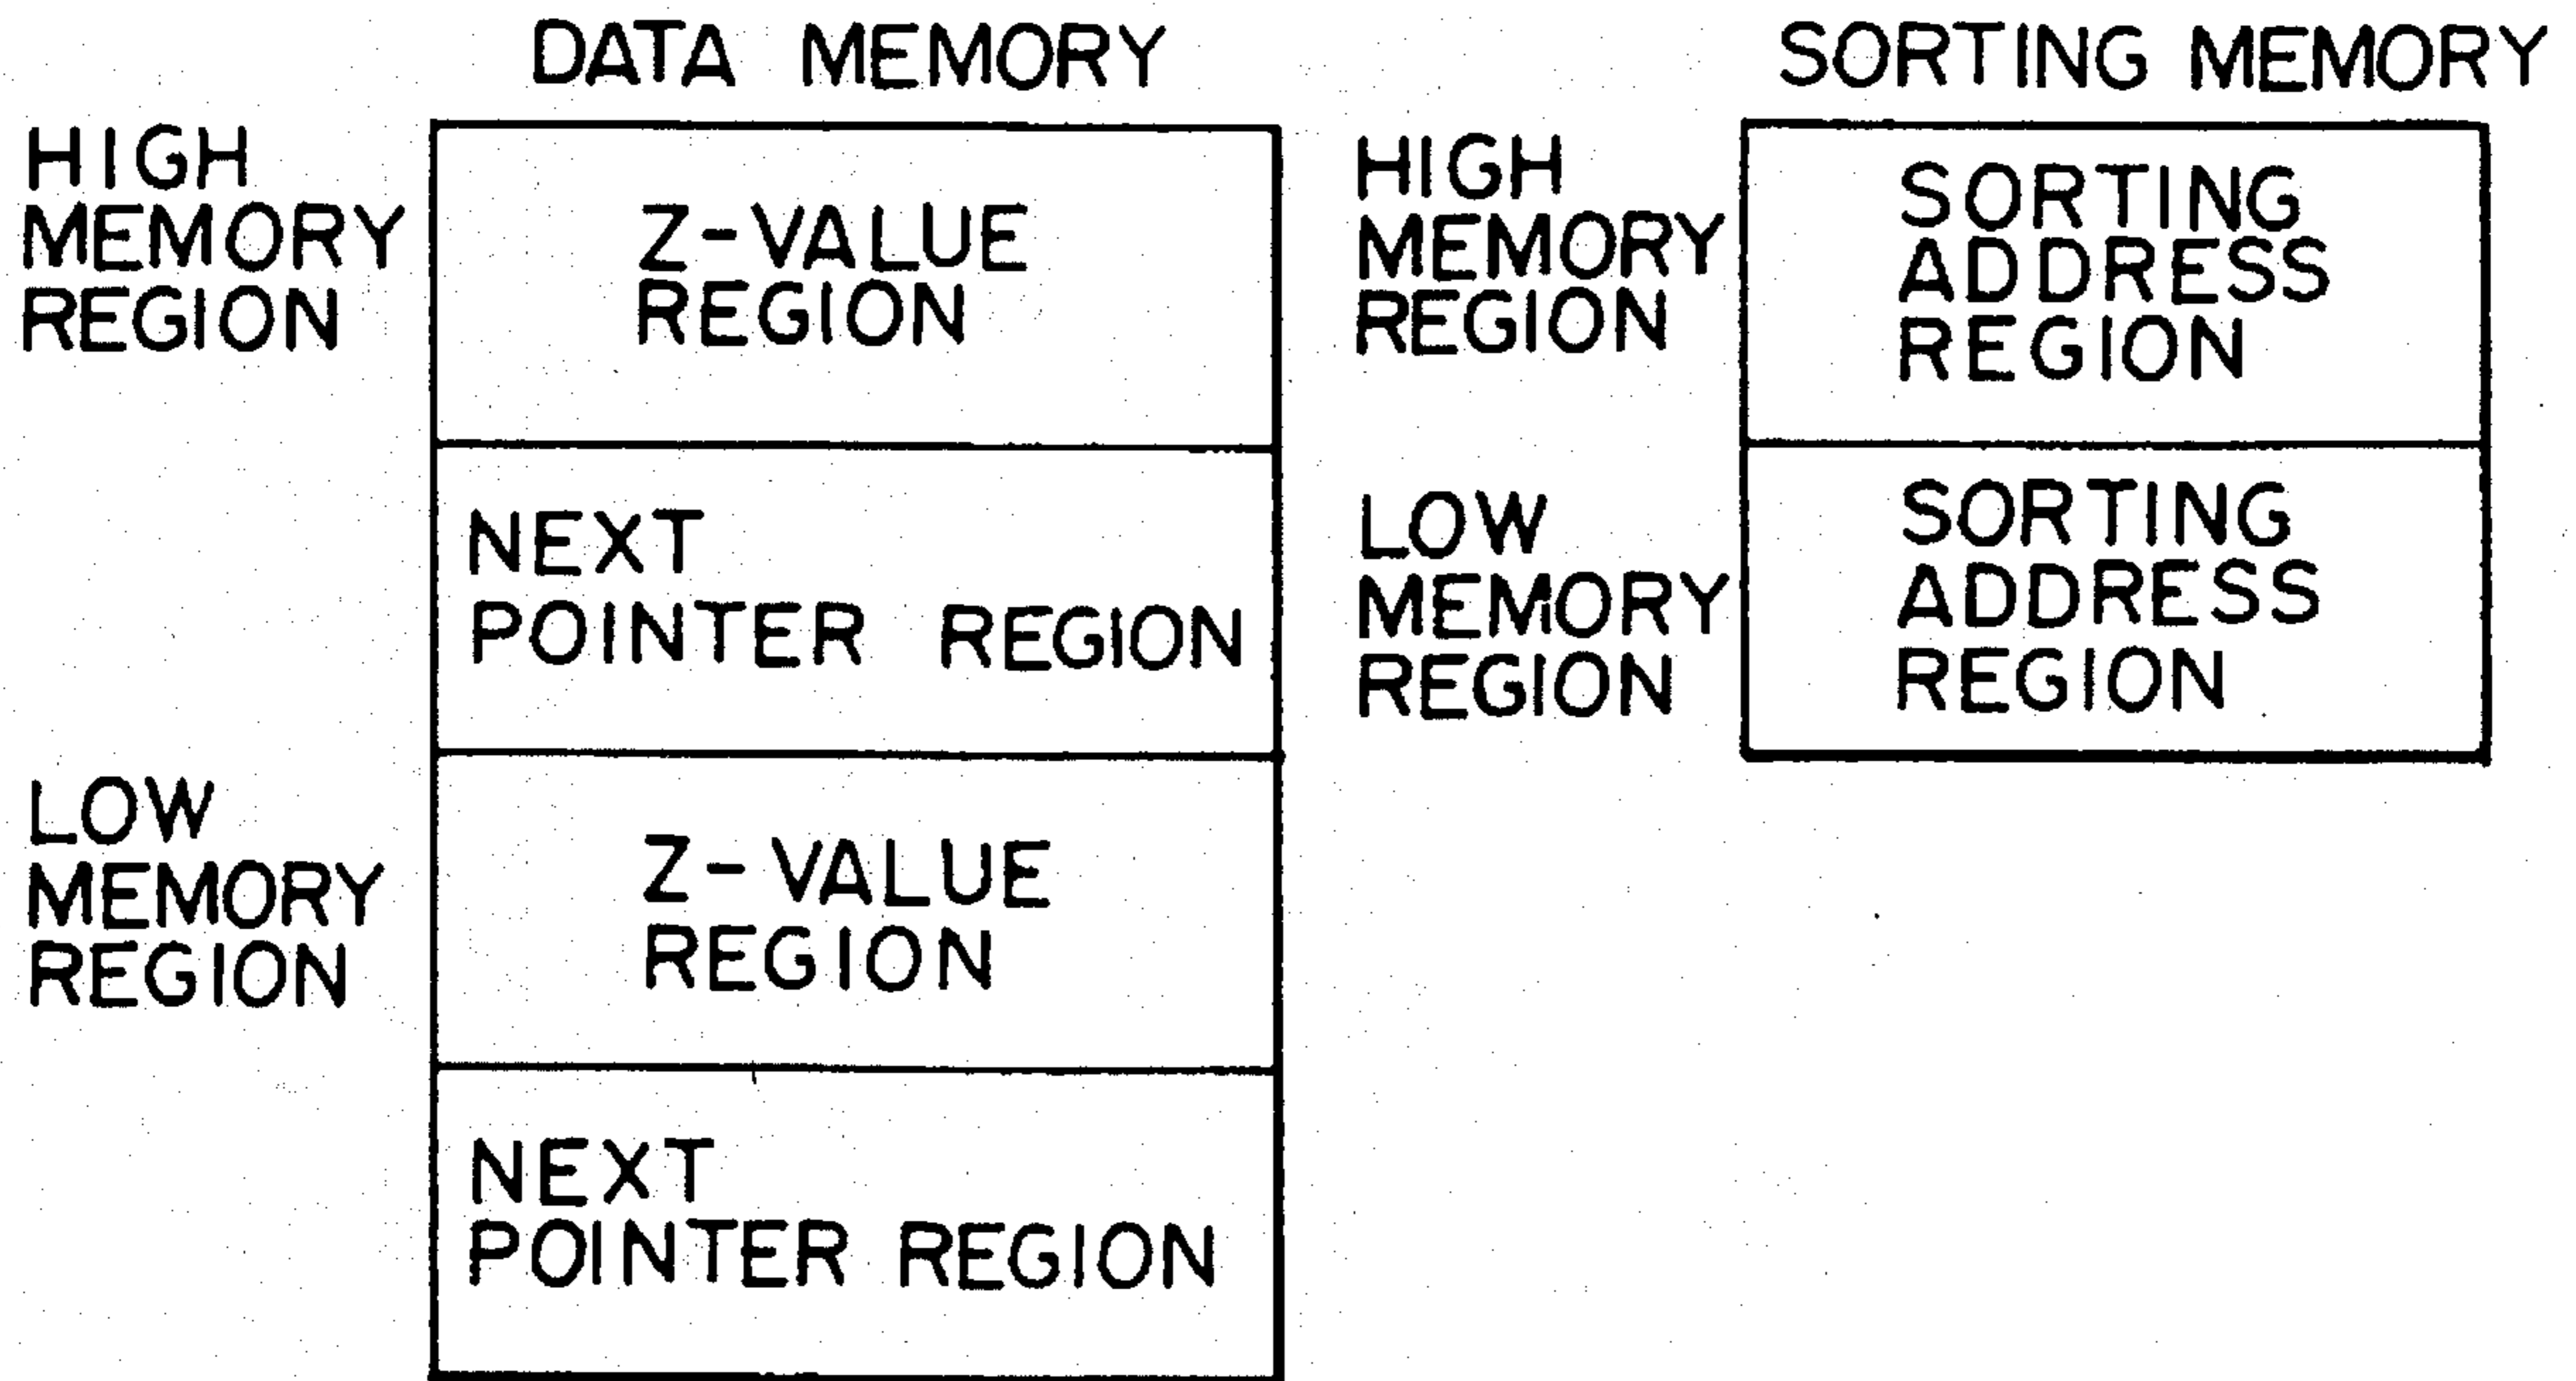 DATA MEMORY
HIGH
MEMORY
REGION
Z-VALUE
REGION
NEXT
POINTER REGION
LOW
MEMORY
REGION
Z-VALUE
REGION
NEXT
POINTER REGION
SORTING MEMORY
HIGH
MEMORY
REGION
SORTING
ADDRESS
REGION
LOW
MEMORY
REGION
SORTING
ADDRESS
REGION